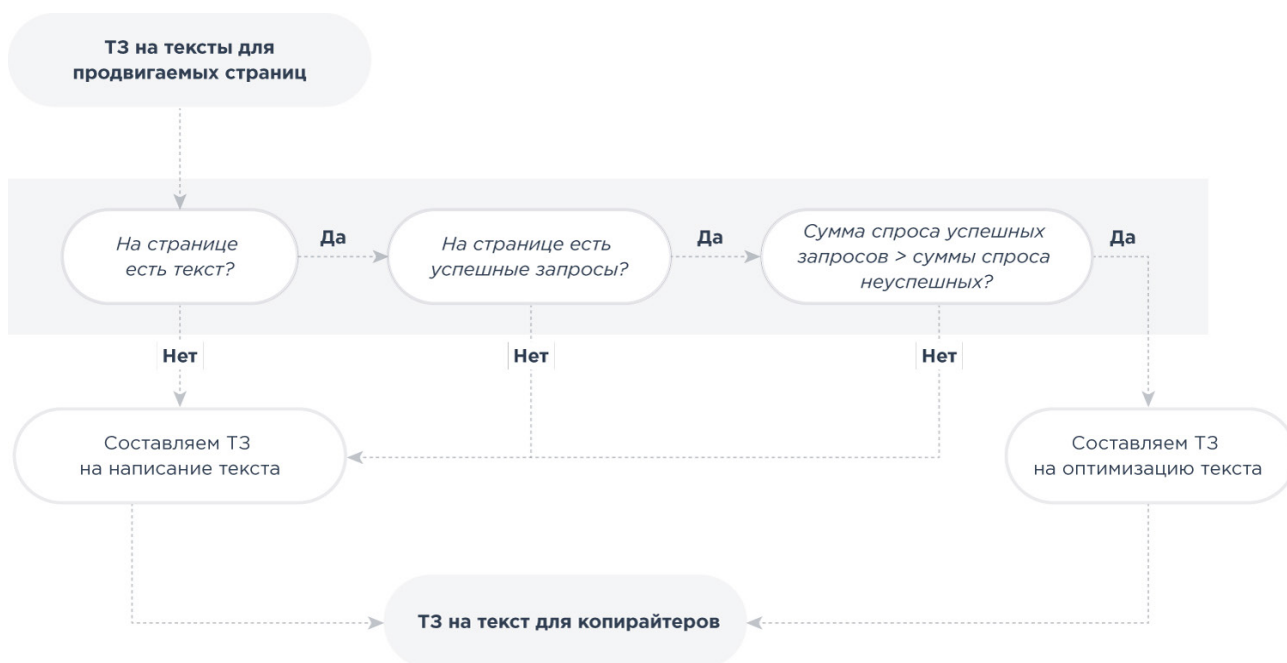 ТЗ на тексты для
продвигаемых страниц
На странице
есть текст?
Да
На странице есть
успешные запросы?
Да
Сумма спроса успешных
запросов > суммы спроса
неуспешных?
Да
Нет
Нет
Нет
Составляем ТЗ
на написание текста
Составляем ТЗ
на оптимизацию текста
ТЗ на текст для копирайтеров